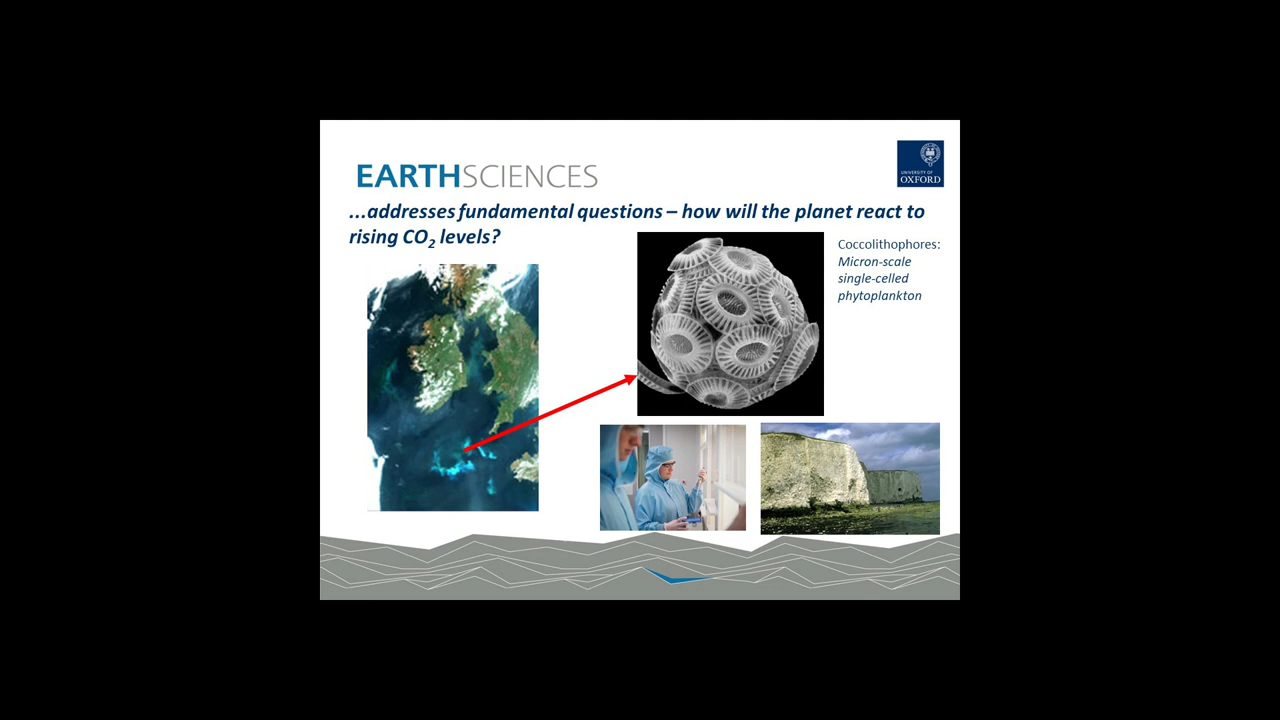 EARTHSCIENCES
UNIVERSITY OF
OXFORD
...addresses fundamental questions – how will the planet react to
rising CO₂ levels?
Coccolithophores:
Micron-scale
single-celled
phytoplankton